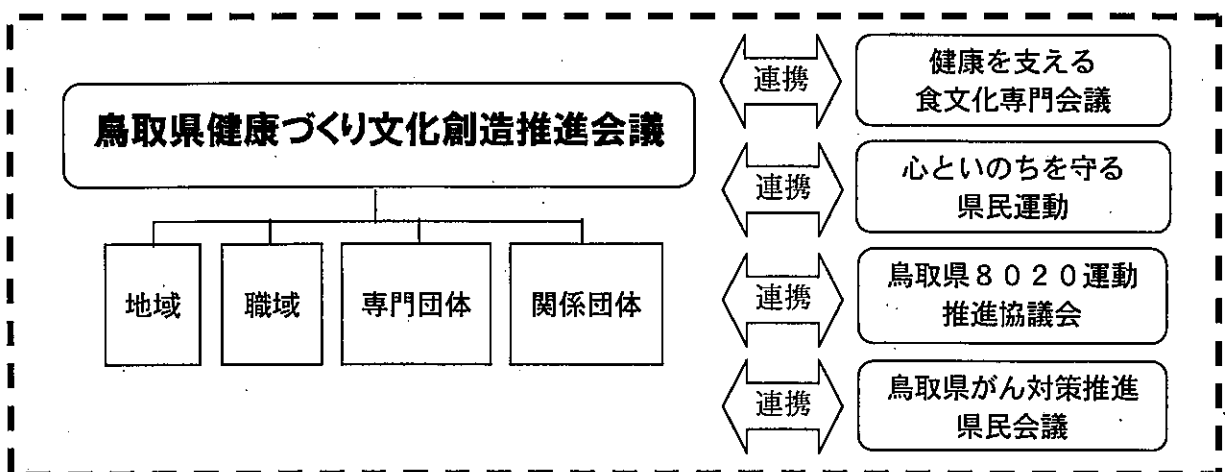 鳥取県健康づくり文化創造推進会議
地域
職域
専門団体
関係団体
連携
健康を支える
食文化専門会議
連携
心といのちを守る
県民運動
連携
鳥取県8020運動
推進協議会
連携
鳥取県がん対策推進
県民会議